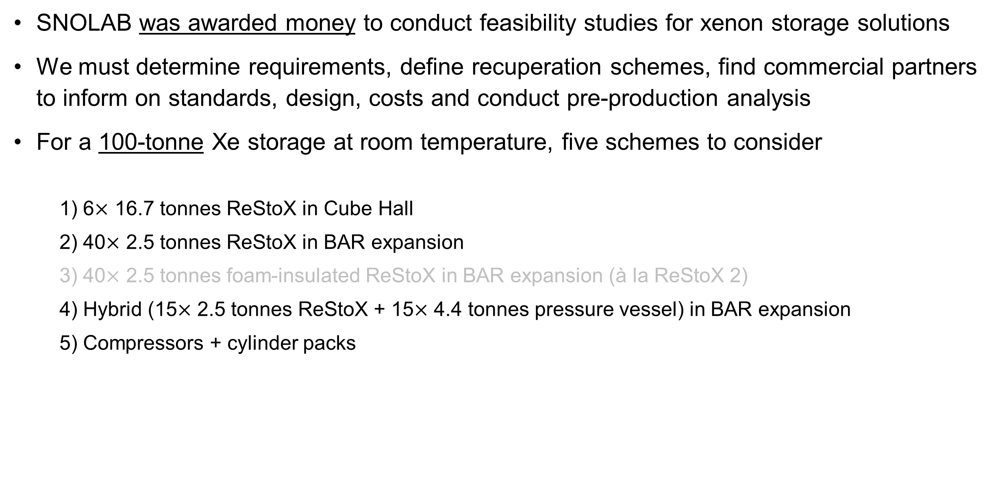 • SNOLAB was awarded money to conduct feasibility studies for xenon storage solutions
• We must determine requirements, define recuperation schemes, find commercial partners
to inform on standards, design, costs and conduct pre-production analysis
• For a 100-tonne Xe storage at room temperature, five schemes to consider
1) 6× 16.7 tonnes ReStoX in Cube Hall
2) 40× 2.5 tonnes ReStoX in BAR expansion
3) 40× 2.5 tonnes foam-insulated ReStoX in BAR expansion (à la ReStoX 2)
4) Hybrid (15× 2.5 tonnes ReStoX + 15× 4.4 tonnes pressure vessel) in BAR expansion
5) Compressors + cylinder packs